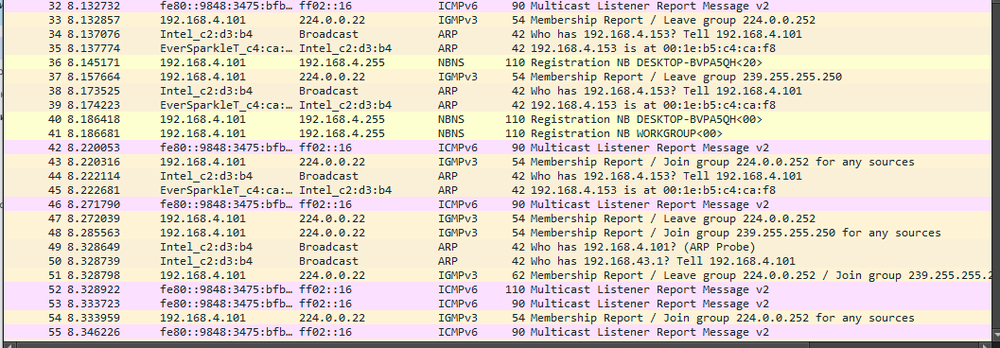 32 8.132732 fe80::9848:3475:bfb… ff02::16 ICMPv6 90 Multicast Listener Report Message v2
33 8.132857 192.168.4.101 224.0.0.22 IGMPv3 54 Membership Report / Leave group 224.0.0.252
34 8.137076 Intel_c2:d3:b4 Broadcast ARP 42 Who has 192.168.4.153? Tell 192.168.4.101
35 8.137774 EverSparkleT_c4:ca:… Intel_c2:d3:b4 ARP 42 192.168.4.153 is at 00:1e:b5:c4:ca:f8
36 8.145171 192.168.4.101 192.168.4.255 NBNS 110 Registration NB DESKTOP-BVPA5QH<20>
37 8.157664 192.168.4.101 224.0.0.22 IGMPv3 54 Membership Report / Leave group 239.255.255.250
38 8.173525 Intel_c2:d3:b4 Broadcast ARP 42 Who has 192.168.4.153? Tell 192.168.4.101
39 8.174223 EverSparkleT_c4:ca:… Intel_c2:d3:b4 ARP 42 192.168.4.153 is at 00:1e:b5:c4:ca:f8
40 8.186418 192.168.4.101 192.168.4.255 NBNS 110 Registration NB DESKTOP-BVPA5QH<00>
41 8.186681 192.168.4.101 192.168.4.255 NBNS 110 Registration NB WORKGROUP<00>
42 8.220053 fe80::9848:3475:bfb… ff02::16 ICMPv6 90 Multicast Listener Report Message v2
43 8.220316 192.168.4.101 224.0.0.22 IGMPv3 54 Membership Report / Join group 224.0.0.252 for any sources
44 8.222114 Intel_c2:d3:b4 Broadcast ARP 42 Who has 192.168.4.153? Tell 192.168.4.101
45 8.222681 EverSparkleT_c4:ca:… Intel_c2:d3:b4 ARP 42 192.168.4.153 is at 00:1e:b5:c4:ca:f8
46 8.271790 fe80::9848:3475:bfb… ff02::16 ICMPv6 90 Multicast Listener Report Message v2
47 8.272039 192.168.4.101 224.0.0.22 IGMPv3 54 Membership Report / Leave group 224.0.0.252
48 8.285563 192.168.4.101 224.0.0.22 IGMPv3 54 Membership Report / Join group 239.255.255.250 for any sources
49 8.328649 Intel_c2:d3:b4 Broadcast ARP 42 Who has 192.168.4.101? (ARP Probe)
50 8.328739 Intel_c2:d3:b4 Broadcast ARP 42 Who has 192.168.43.1? Tell 192.168.4.101
51 8.328798 192.168.4.101 224.0.0.22 IGMPv3 62 Membership Report / Leave group 224.0.0.252 / Join group 239.255.255.2
52 8.328922 fe80::9848:3475:bfb… ff02::16 ICMPv6 110 Multicast Listener Report Message v2
53 8.333723 fe80::9848:3475:bfb… ff02::16 ICMPv6 90 Multicast Listener Report Message v2
54 8.333959 192.168.4.101 224.0.0.22 IGMPv3 54 Membership Report / Join group 224.0.0.252 for any sources
55 8.346226 fe80::9848:3475:bfb… ff02::16 ICMPv6 90 Multicast Listener Report Message v2